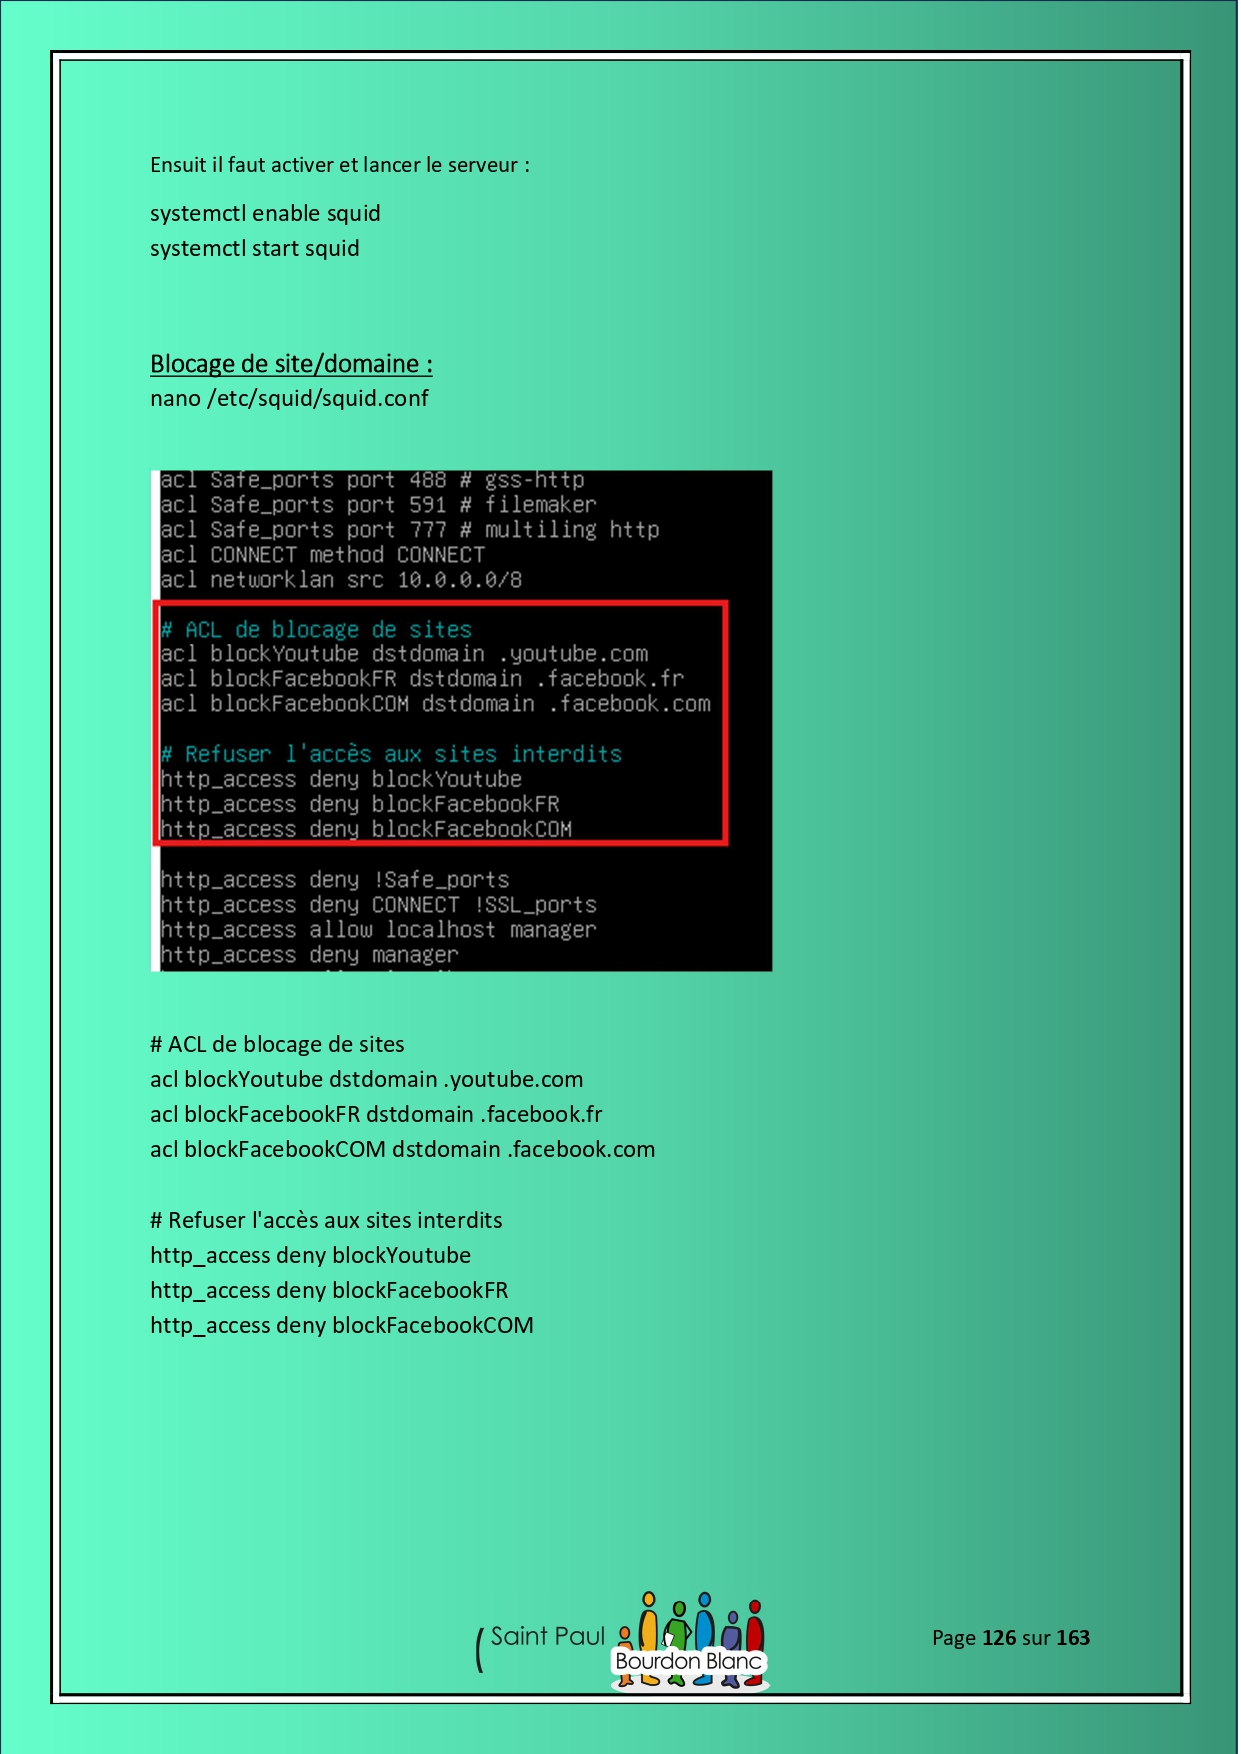 Ensuit il faut activer et lancer le serveur :
systemctl enable squid
systemctl start squid
Blocage de site/domaine :
nano /etc/squid/squid.conf
acl Safe_ports port 488 # gss-http
acl Safe_ports port 591 # filemaker
acl Safe_ports port 777 # multiling http
acl CONNECT method CONNECT
acl networklan src 10.0.0.0/8
# ACL de blocage de sites
acl blockYoutube dstdomain .youtube.com
acl blockFacebookFR dstdomain .facebook.fr
acl blockFacebookCOM dstdomain .facebook.com
# Refuser l'accès aux sites interdits
http_access deny blockYoutube
http_access deny blockFacebookFR
http_access deny blockFacebookCOM
http_access deny !Safe_ports
http_access deny CONNECT !SSL_ports
http_access allow localhost manager
http_access deny manager
# ACL de blocage de sites
acl blockYoutube dstdomain .youtube.com
acl blockFacebookFR dstdomain .facebook.fr
acl blockFacebookCOM dstdomain .facebook.com
# Refuser l'accès aux sites interdits
http_access deny blockYoutube
http_access deny blockFacebookFR
http_access deny blockFacebookCOM
Saint Paul
Bourdon Blanc
Page 126 sur 163